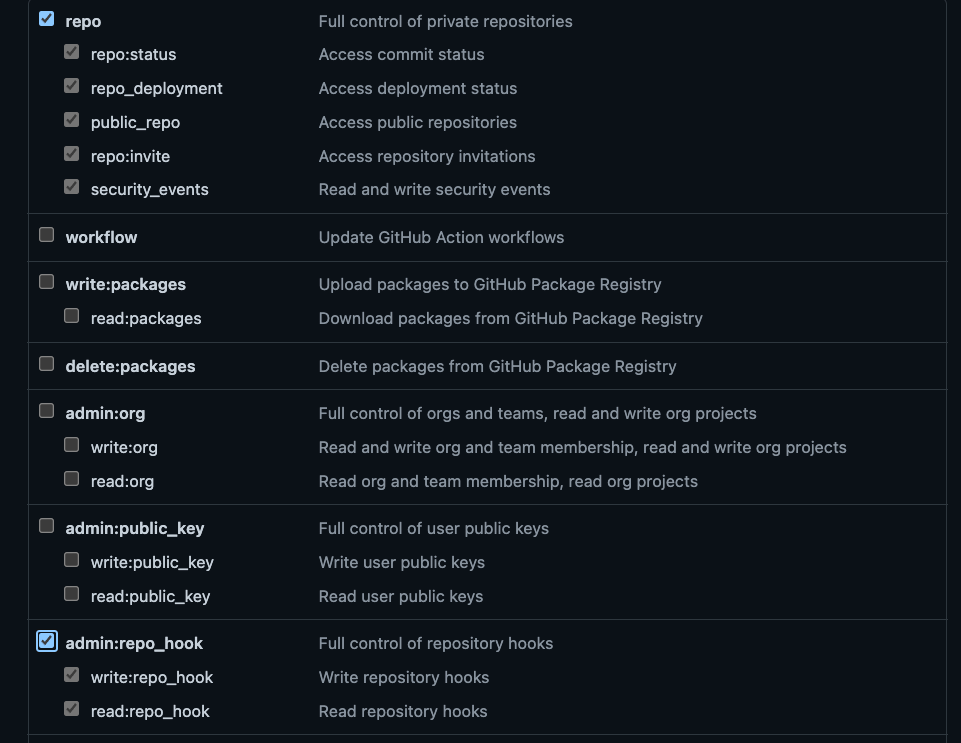 repo Full control of private repositories
repo:status Access commit status
repo_deployment Access deployment status
public_repo Access public repositories
repo:invite Access repository invitations
security_events Read and write security events
workflow Update GitHub Action workflows
write:packages Upload packages to GitHub Package Registry
read:packages Download packages from GitHub Package Registry
delete:packages Delete packages from GitHub Package Registry
admin:org Full control of orgs and teams, read and write org projects
write:org Read and write org and team membership, read and write org projects
read:org Read org and team membership, read org projects
admin:public_key Full control of user public keys
write:public_key Write user public keys
read:public_key Read user public keys
admin:repo_hook Full control of repository hooks
write:repo_hook Write repository hooks
read:repo_hook Read repository hooks